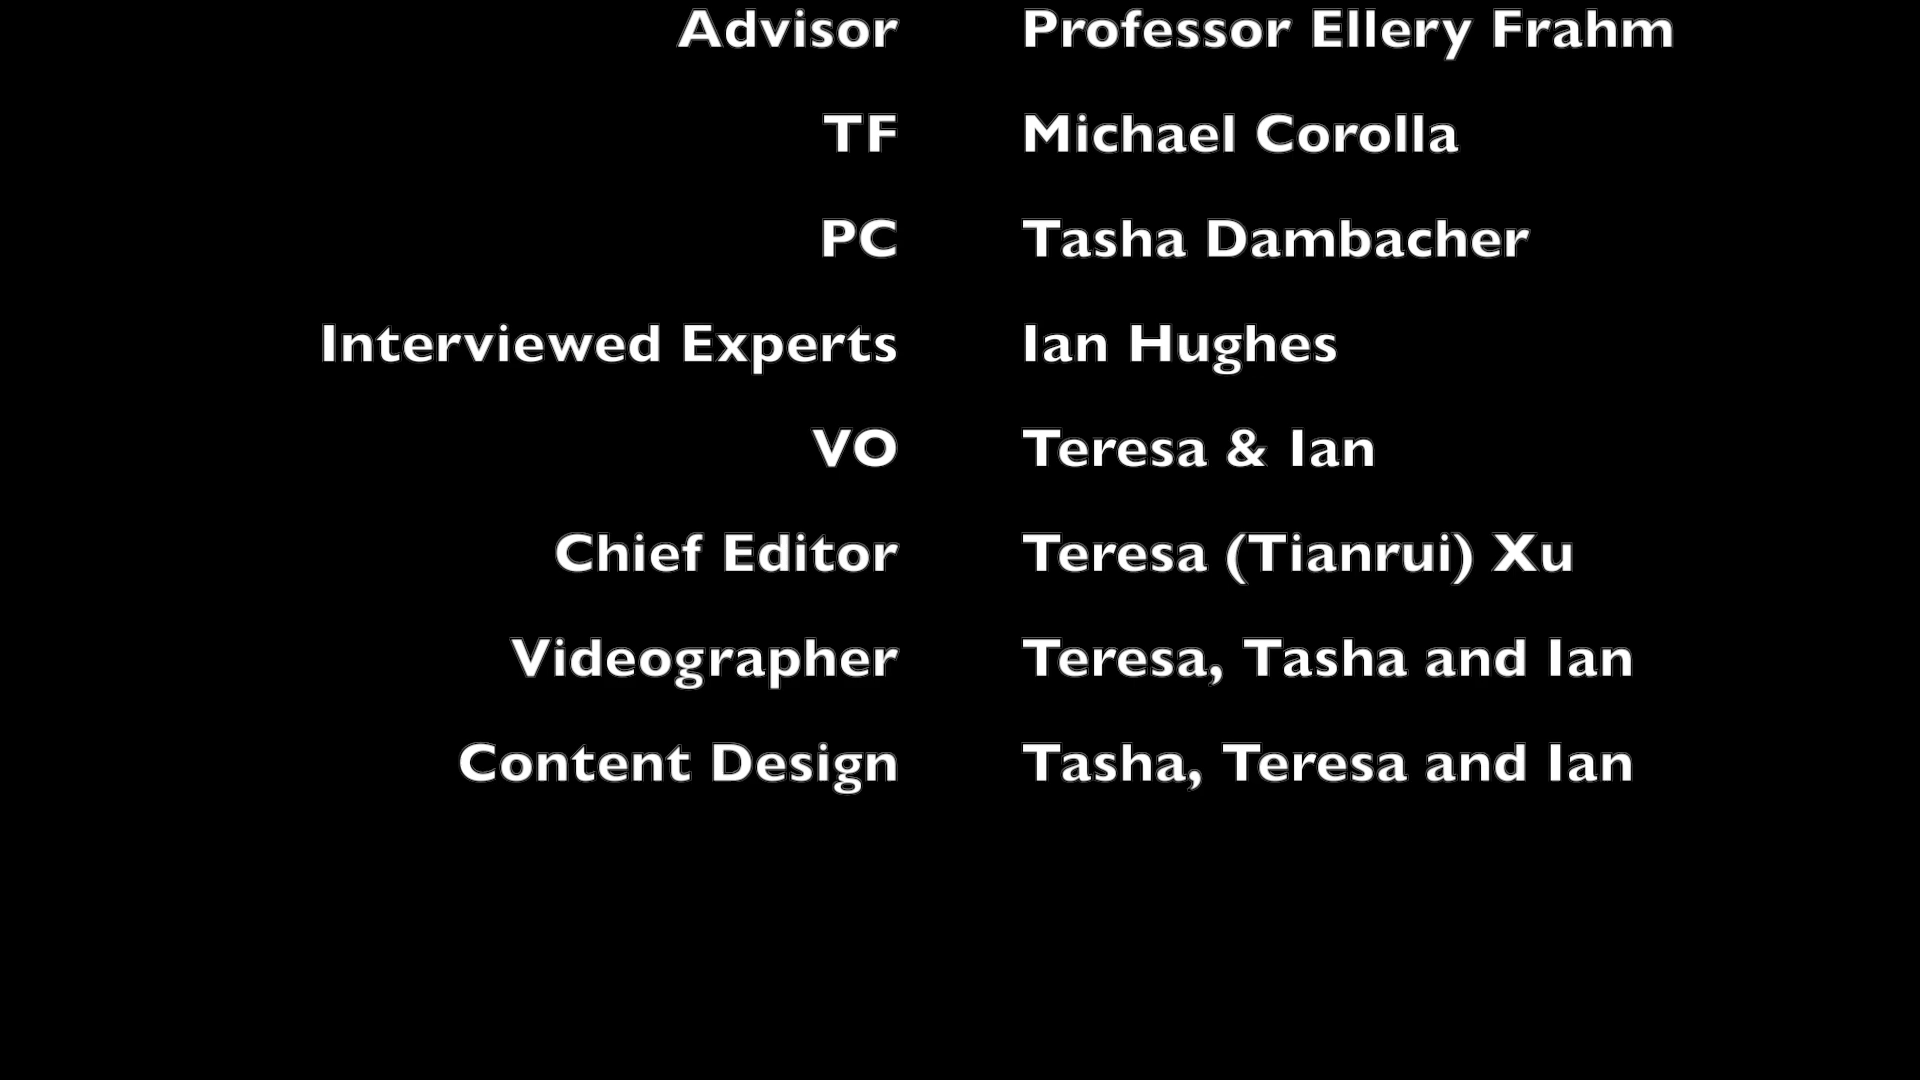 Advisor Professor Ellery Frahm
TF Michael Corolla
PC Tasha Dambacher
Interviewed Experts Ian Hughes
VO Teresa & Ian
Chief Editor Teresa (Tianrui) Xu
Videographer Teresa, Tasha and Ian
Content Design Tasha, Teresa and Ian